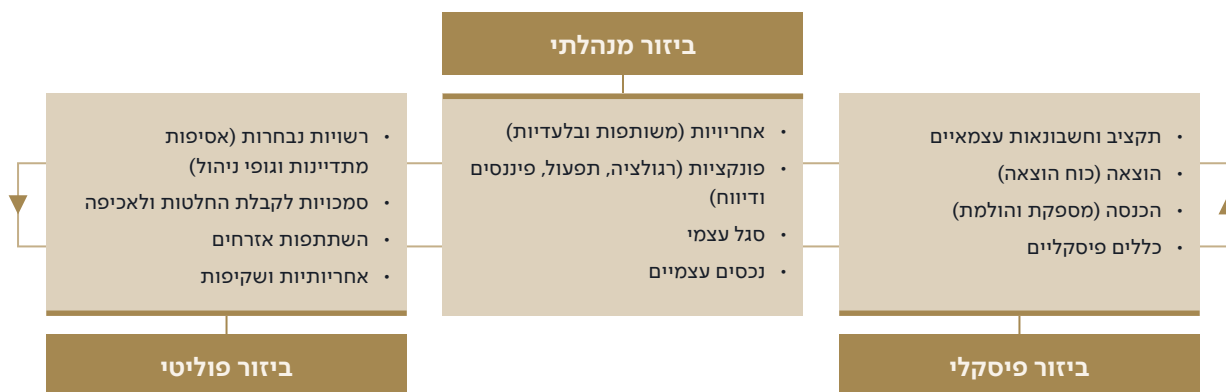 ביזור מנהלתי
תקציב וחשבונאות עצמאיים
הוצאה (כוח הוצאה)
הכנסה (מספקת והולמת)
כללים פיסקליים
ביזור פיסקלי
אחריויות (משותפות ובלעדיות)
פונקציות (רגולציה, תפעול, פיננסים
ודיווח)
סגל עצמי
נכסים עצמיים
רשויות נבחרות (אסיפות
מתדיינות וגופי ניהול)
סמכויות לקבלת החלטות ולאכיפה
השתתפות אזרחים
אחריותיות ושקיפות
ביזור פוליטי